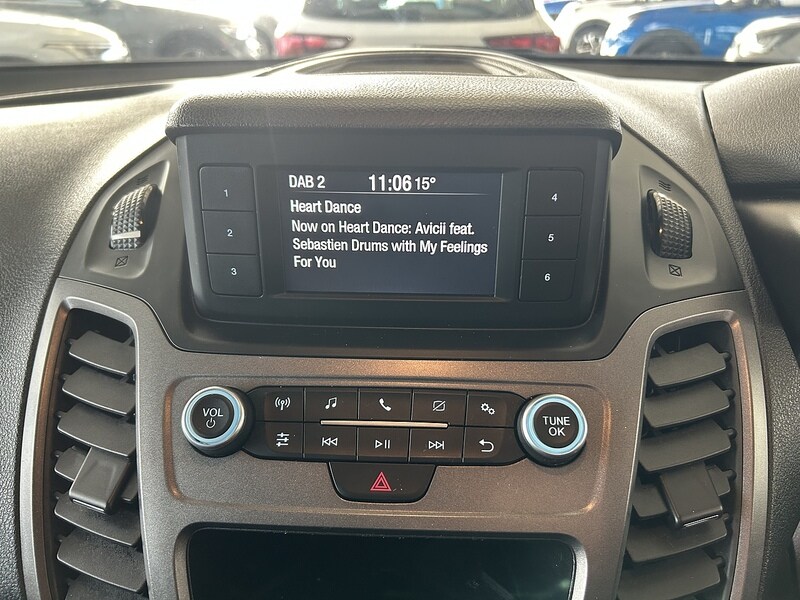 DAB 2 11:06 15°
Heart Dance
Now on Heart Dance: Avicii feat.
Sebastien Drums with My Feelings
For You
1
2
3
4
5
6
VOL
TUNE
OK